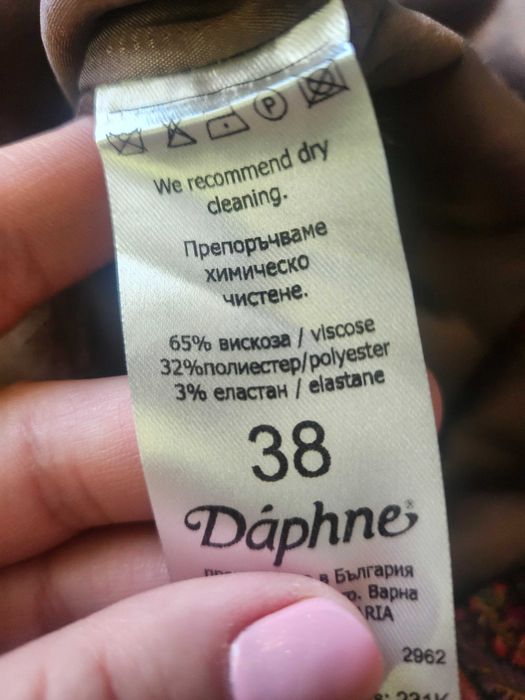 P
We recommend dry
cleaning.
Препоръчваме
химическо
чистене.
65% вискоза / viscose
32%полиестер/polyester
3% еластан / elastane
38
Dáphne®
в България
Варна
2962